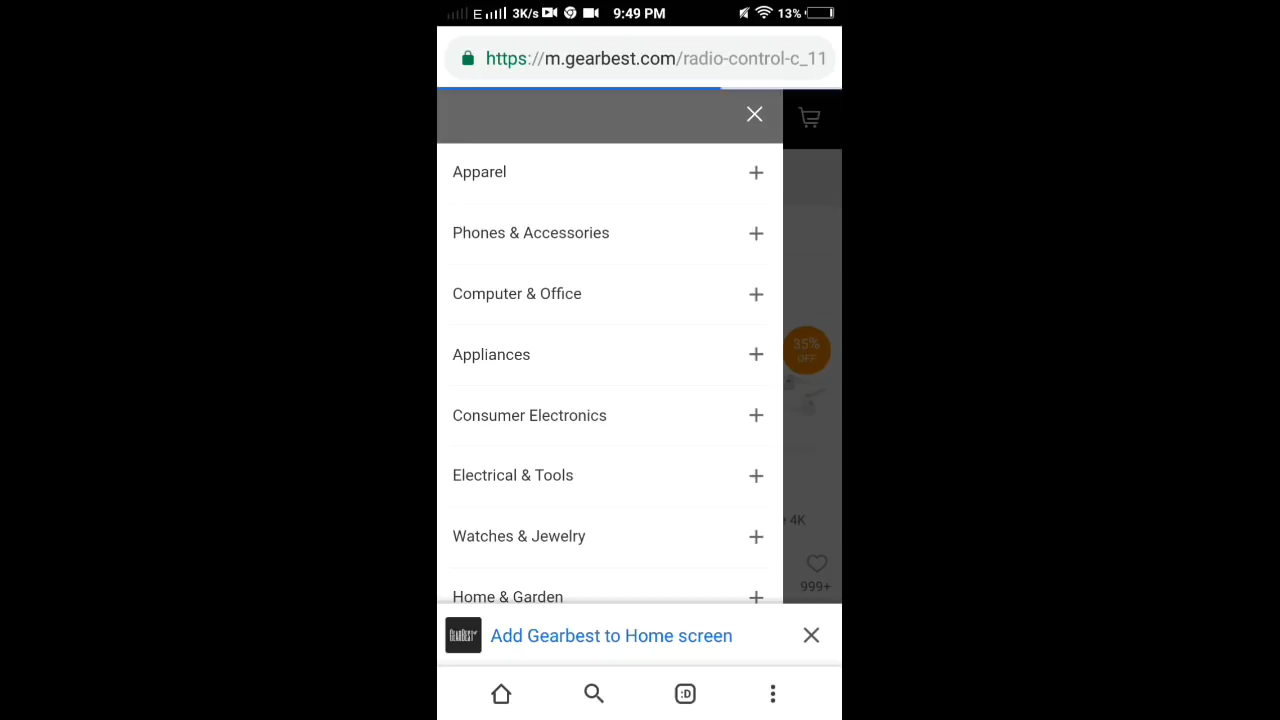 E 3K/s 9:49 PM 13%
https://m.gearbest.com/radio-control-c_11
Apparel
Phones & Accessories
Computer & Office
Appliances
35%
OFF
Consumer Electronics
Electrical & Tools
4K
Watches & Jewelry
999+
Home & Garden
GEARBEST Add Gearbest to Home screen
:D